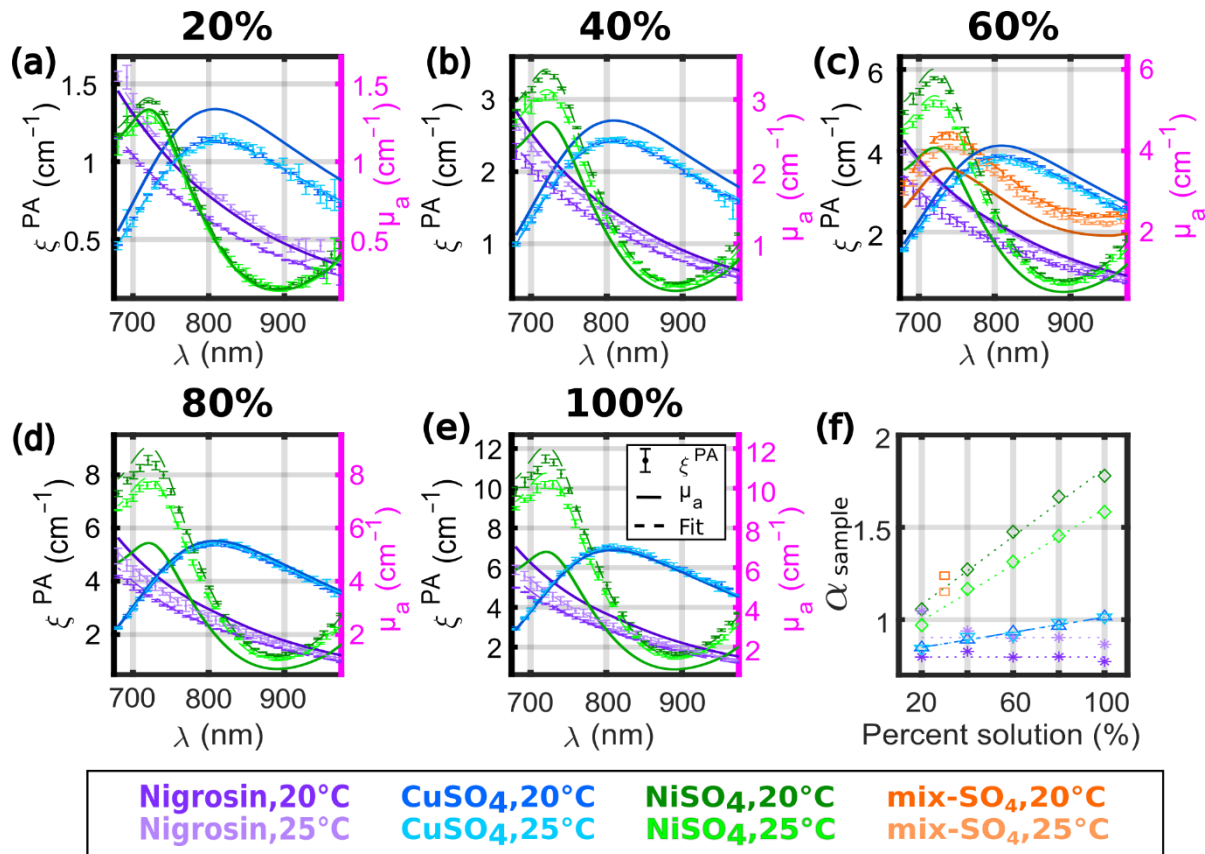 20%
40%
60%
(a)
(b)
(c)
ξ PA (cm⁻¹)
1.5
1
0.5
1.5
1
0.5
μa (cm⁻¹)
700 800 900
λ (nm)
ξ PA (cm⁻¹)
3
2
1
3
2
1
μa (cm⁻¹)
700 800 900
λ (nm)
ξ PA (cm⁻¹)
6
4
2
6
4
2
μa (cm⁻¹)
700 800 900
λ (nm)
80%
100%
(d)
(e)
(f)
ξ PA (cm⁻¹)
8
6
4
2
8
6
4
2
μa (cm⁻¹)
700 800 900
λ (nm)
ξ PA (cm⁻¹)
12
10
8
6
4
2
12
10
8
6
4
2
μa (cm⁻¹)
ξ PA
μa
Fit
700 800 900
λ (nm)
α sample
2
1.5
1
20 60 100
Percent solution (%)
Nigrosin,20°C CuSO₄,20°C NiSO₄,20°C mix-SO₄,20°C
Nigrosin,25°C CuSO₄,25°C NiSO₄,25°C mix-SO₄,25°C